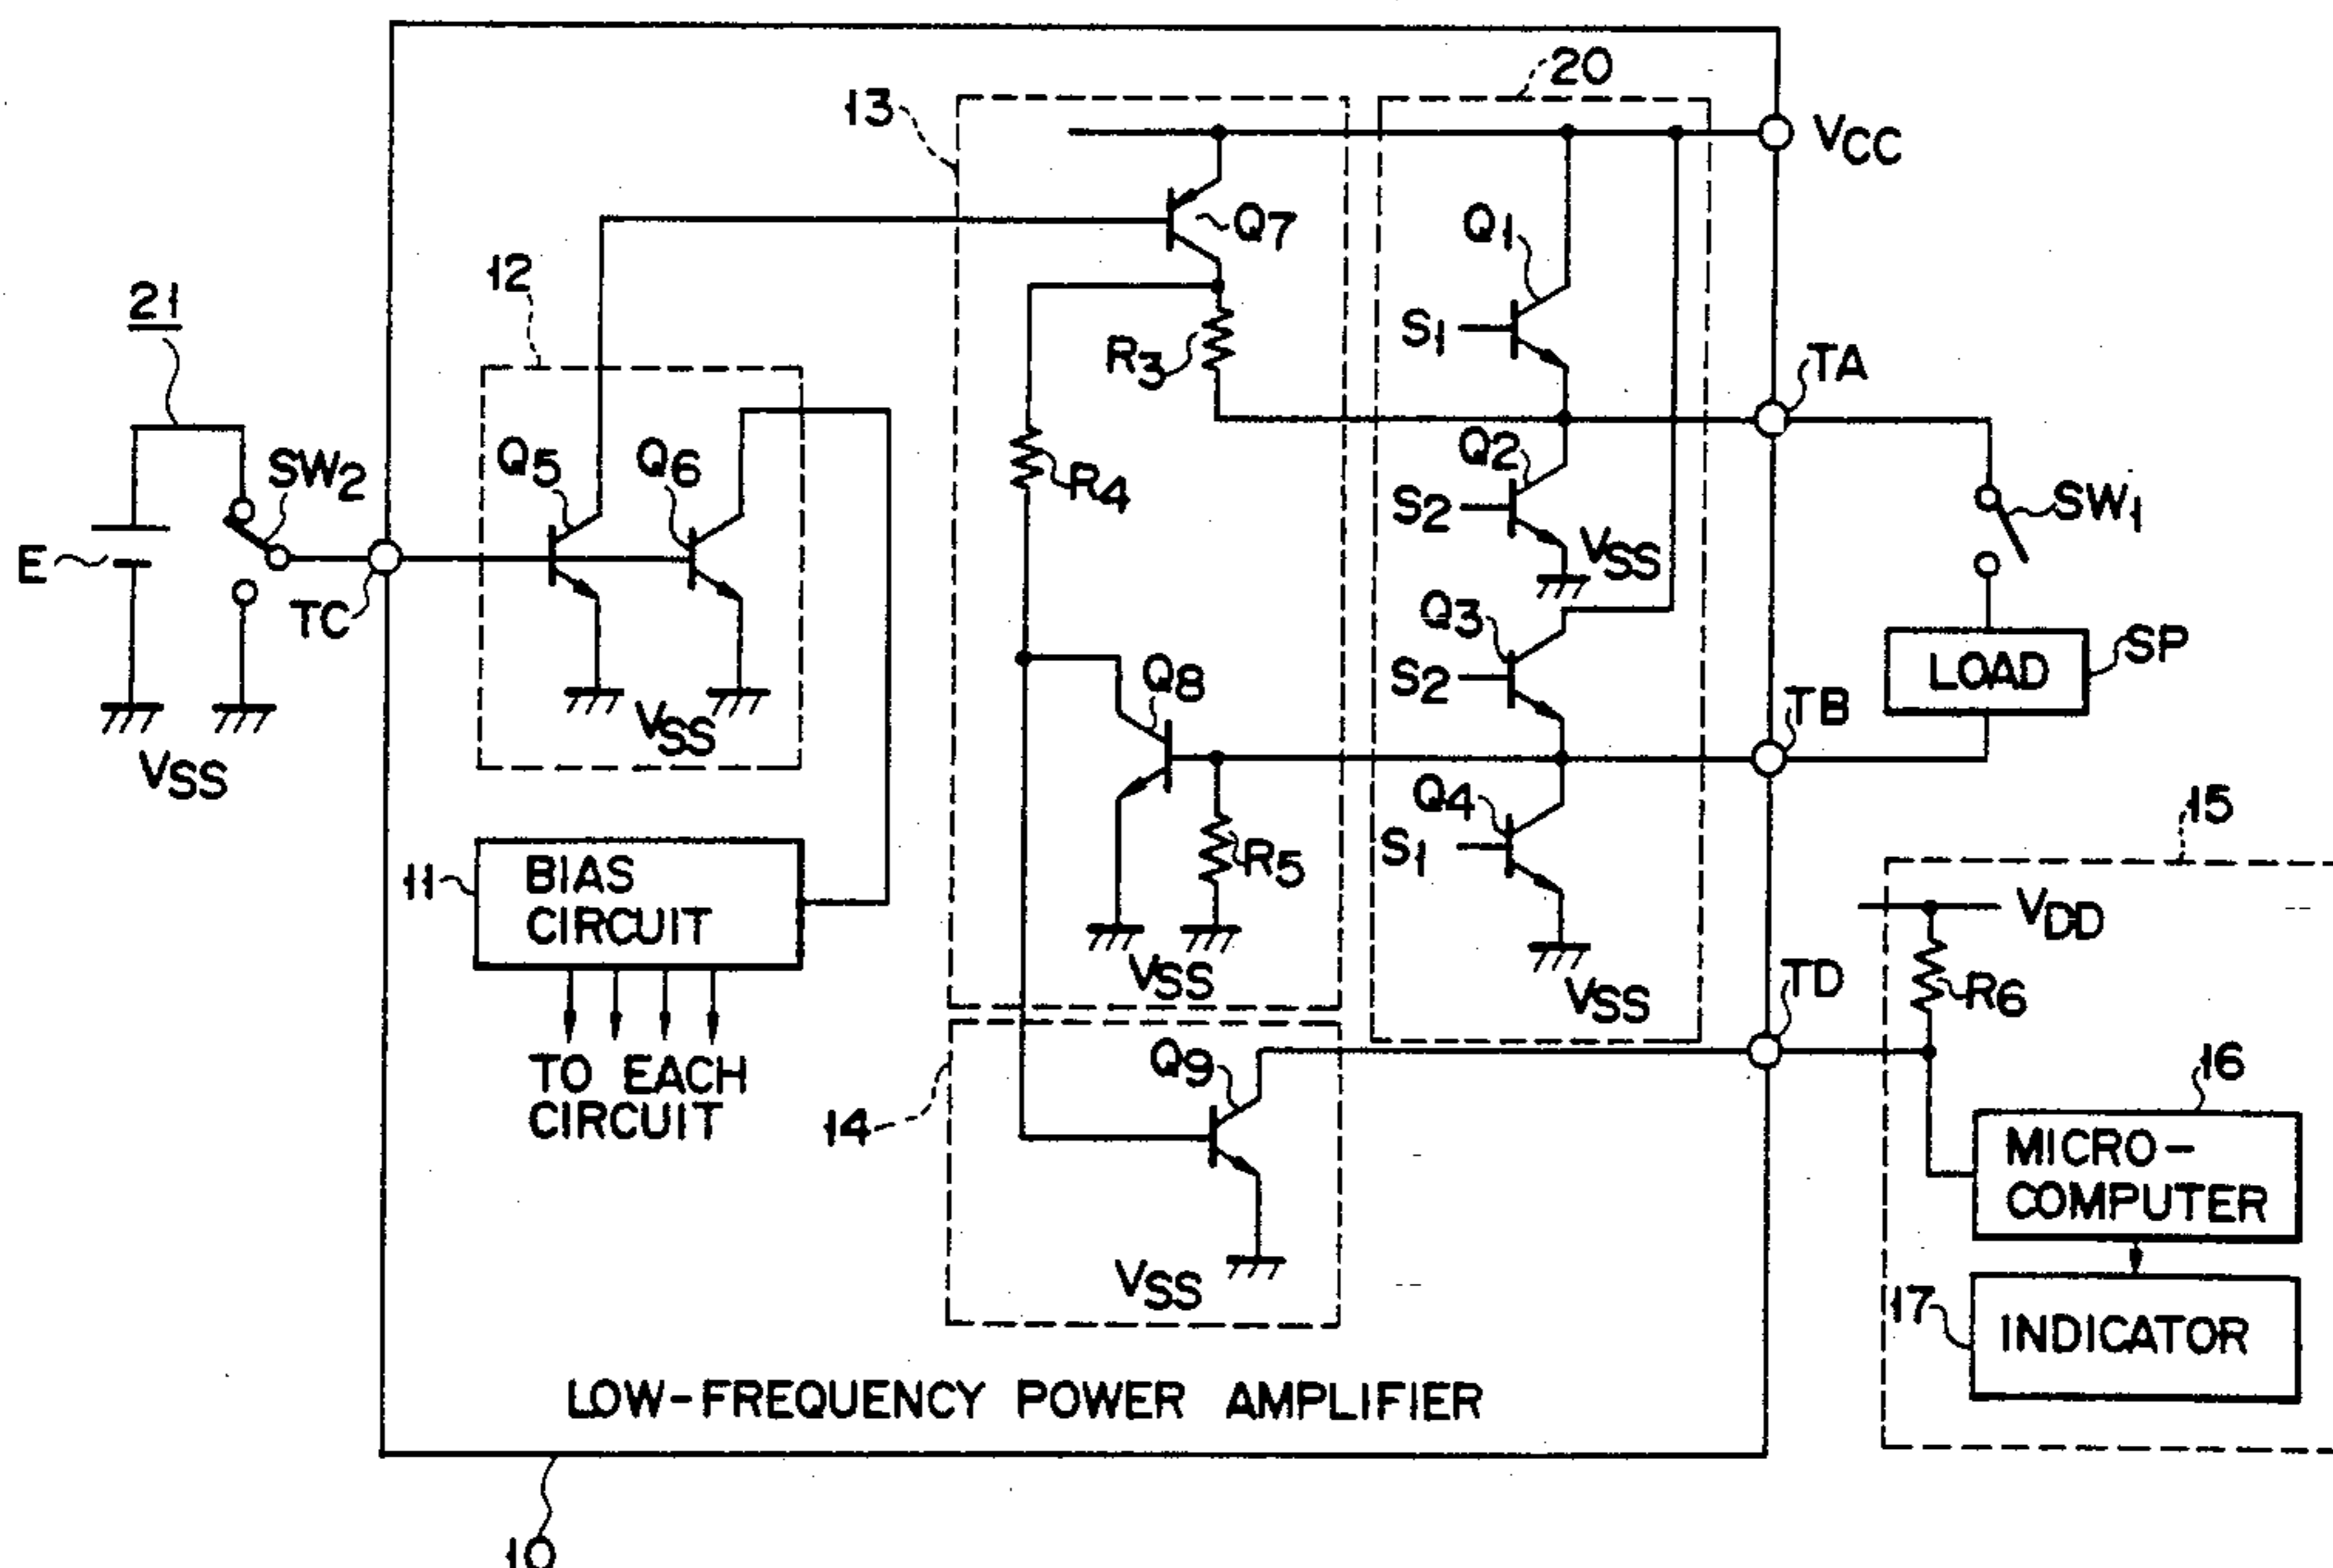 20
13
VCC
Q7
Q1
12
21
S1
R3
TA
Q5
Q6
SW2
R4
Q2
S2
SW1
VSS
E
TC
Q3
LOAD
SP
S2
Q8
TB
VSS
VSS
Q4
15
S1
R5
11
BIAS
CIRCUIT
VDD
VSS
VSS
TD
R6
TO EACH
CIRCUIT
Q9
16
14
MICRO-
COMPUTER
VSS
17
INDICATOR
LOW-FREQUENCY POWER AMPLIFIER
10